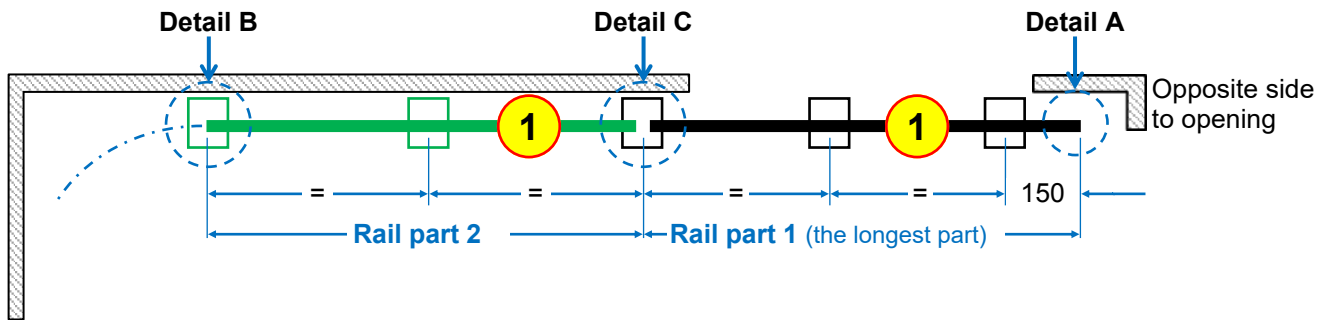 Detail B
Detail C
Detail A
Opposite side
to opening
1
1
=
=
=
=
150
Rail part 2
Rail part 1 (the longest part)